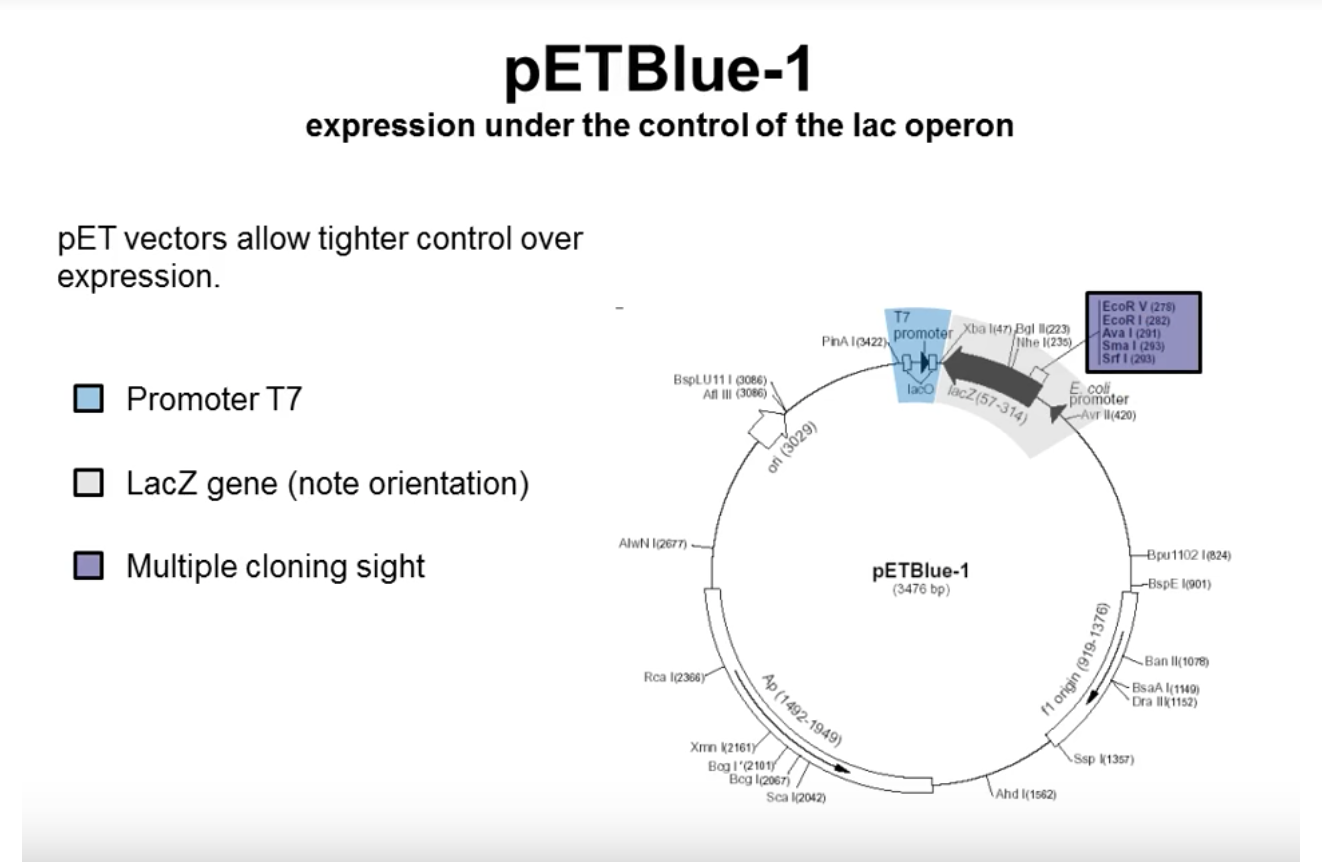 pETBlue-1
expression under the control of the lac operon
pET vectors allow tighter control over
expression.
Promoter T7
LacZ gene (note orientation)
Multiple cloning sight
T7
promoter
lacO
PinA I(3422)
Xba I(47)
Bgl II(223)
Nhe I(235)
EcoR V (278)
EcoR I (282)
Ava I (291)
Sma I (293)
Srf I (293)
lacZ(57-314)
E. coli
promoter
Avr II(420)
BspLU11 I (3086)
Afl III (3086)
ori (3029)
AlwN I(2677)
pETBlue-1
(3476 bp)
Bpu1102 I(824)
BspE I(901)
f1 origin (919-1376)
Ban II(1078)
BsaA I(1149)
Dra III(1152)
Ssp I(1357)
Ahd I(1562)
Ap (1492-1949)
Rca I(2366)
Xmn I(2161)
Bcg I*(2101)
Bcg I(2067)
Sca I(2042)